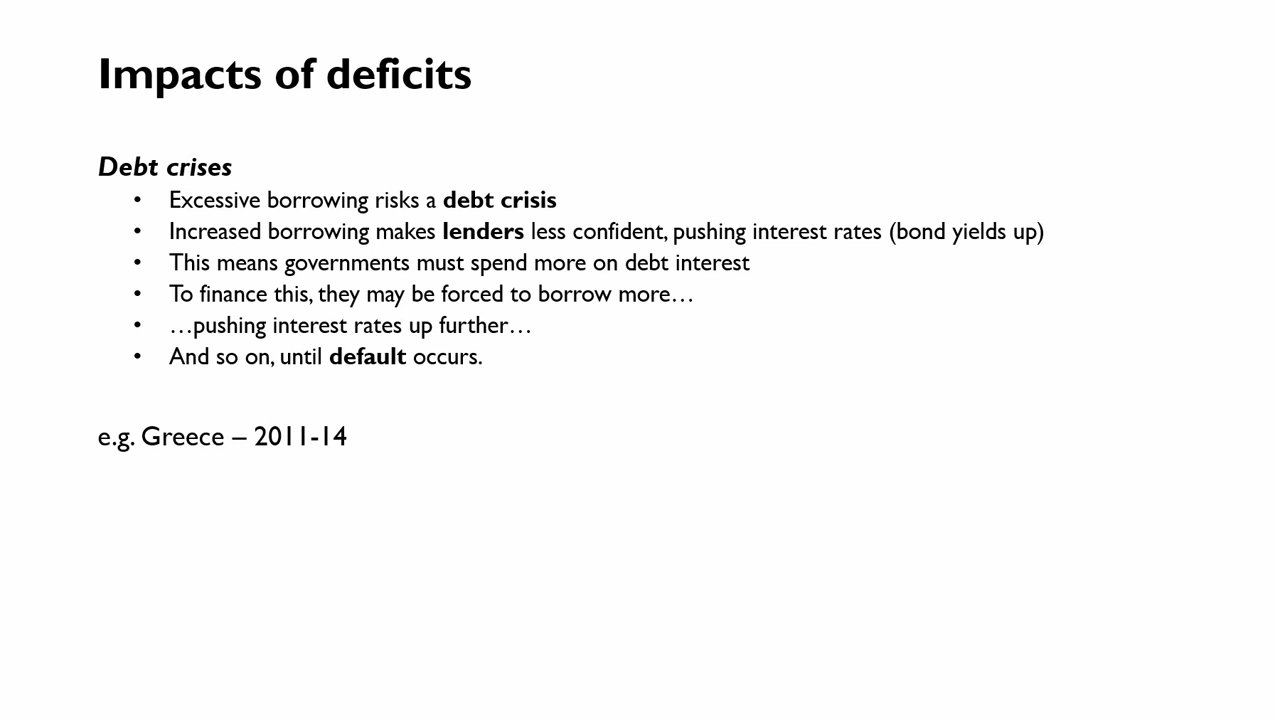 Impacts of deficits
Debt crises
• Excessive borrowing risks a debt crisis
• Increased borrowing makes lenders less confident, pushing interest rates (bond yields up)
• This means governments must spend more on debt interest
• To finance this, they may be forced to borrow more…
• …pushing interest rates up further…
• And so on, until default occurs.
e.g. Greece – 2011-14